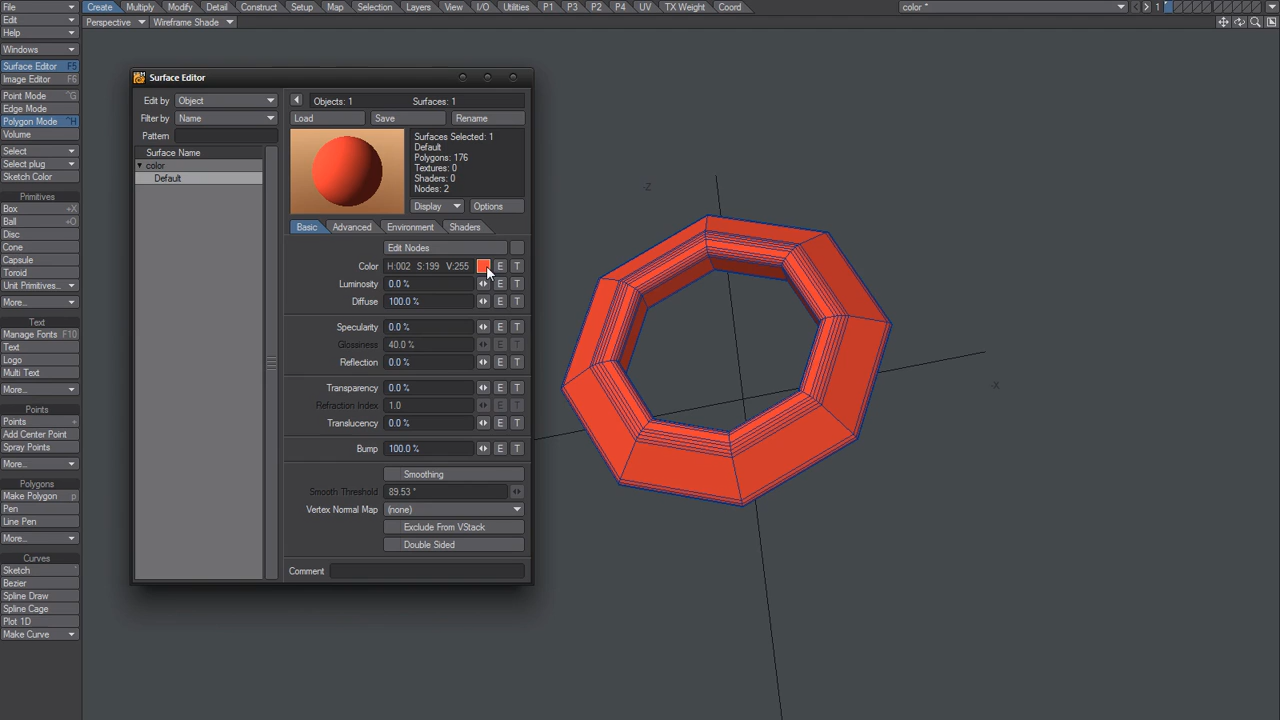 File
Edit
Help
Windows
Surface Editor F5
Image Editor F6
Point Mode ^G
Edge Mode
Polygon Mode ^H
Volume
Select
Select plug
Sketch Color
Primitives
Box +X
Ball +O
Disc
Cone
Capsule
Toroid
Unit Primitives...
More...
Text
Manage Fonts F10
Text
Logo
Multi Text
More...
Points
Points +
Add Center Point
Spray Points
More...
Polygons
Make Polygon p
Pen
Line Pen
More...
Curves
Sketch `
Bezier
Spline Draw
Spline Cage
Plot 1D
Make Curve
Create Multiply Modify Detail Construct Setup Map Selection Layers View I/O Utilities P1 P3 P2 P4 UV TX Weight Coord
color * 1
Perspective Wireframe Shade
Surface Editor
Edit by Object
Filter by Name
Pattern
Surface Name
color
Default
Objects: 1 Surfaces: 1
Load Save Rename
Surfaces Selected: 1
Default
Polygons: 176
Textures: 0
Shaders: 0
Nodes: 2
Display Options
Basic Advanced Environment Shaders
Edit Nodes
Color H:002 S:199 V:255 E T
Luminosity 0.0 % E T
Diffuse 100.0 % E T
Specularity 0.0 % E T
Glossiness 40.0 % E T
Reflection 0.0 % E T
Transparency 0.0 % E T
Refraction Index 1.0 E T
Translucency 0.0 % E T
Bump 100.0 % E T
Smoothing
Smooth Threshold 89.53 °
Vertex Normal Map (none)
Exclude From VStack
Double Sided
Comment
-Z
-X